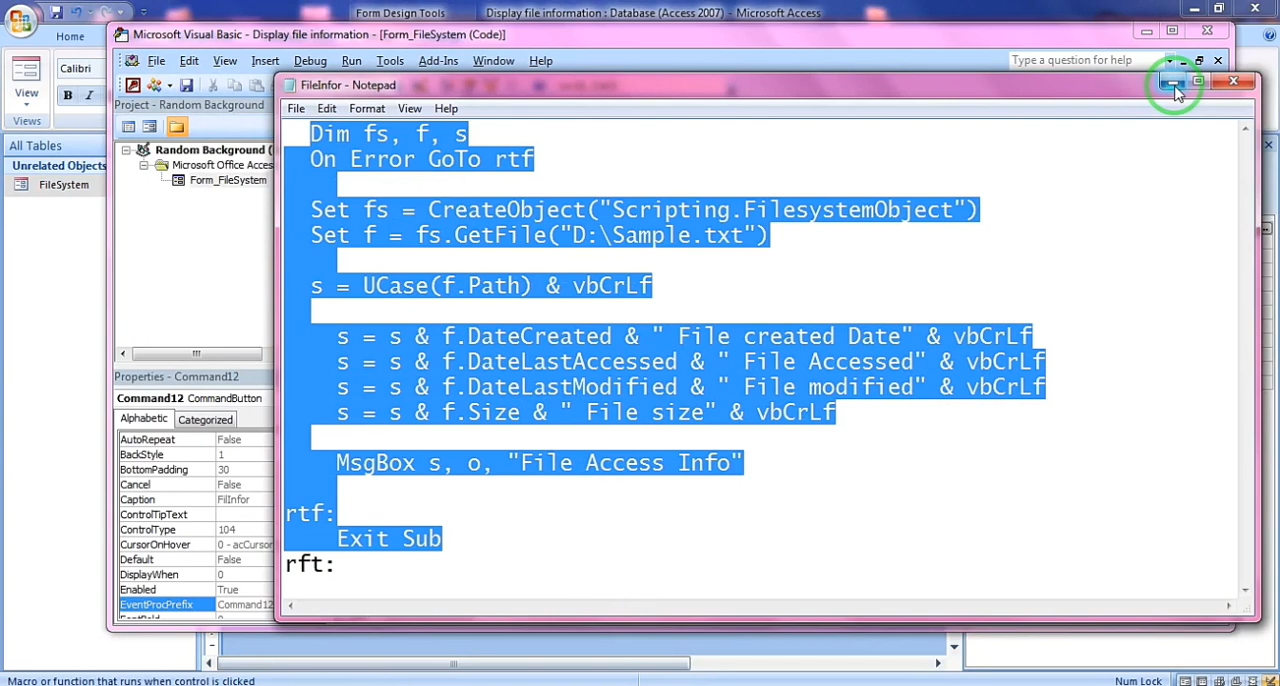 Form Design Tools
Display file information : Database (Access 2007) - Microsoft Access
Home
Microsoft Visual Basic - Display file information - [Form_FileSystem (Code)]
File Edit View Insert Debug Run Tools Add-Ins Window Help
Type a question for help
Calibri
View
B I
Views
Project - Random Background
FileInfor - Notepad
File Edit Format View Help
All Tables
Unrelated Objects
FileSystem
Random Background (
Microsoft Office Acces
Form_FileSystem
Dim fs, f, s
On Error GoTo rtf
Set fs = CreateObject("Scripting.FilesystemObject")
Set f = fs.GetFile("D:\Sample.txt")
s = UCase(f.Path) & vbCrLf
s = s & f.DateCreated & " File created Date" & vbCrLf
s = s & f.DateLastAccessed & " File Accessed" & vbCrLf
s = s & f.DateLastModified & " File modified" & vbCrLf
s = s & f.Size & " File size" & vbCrLf
MsgBox s, o, "File Access Info"
rtf:
Exit Sub
rft:
Properties - Command12
Command12 CommandButton
Alphabetic Categorized
AutoRepeat False
BackStyle 1
BottomPadding 30
Cancel False
Caption FilInfor
ControlTipText
ControlType 104
CursorOnHover 0 - acCursor
Default False
DisplayWhen 0
Enabled True
EventProcPrefix Command12
Macro or function that runs when control is clicked
Num Lock